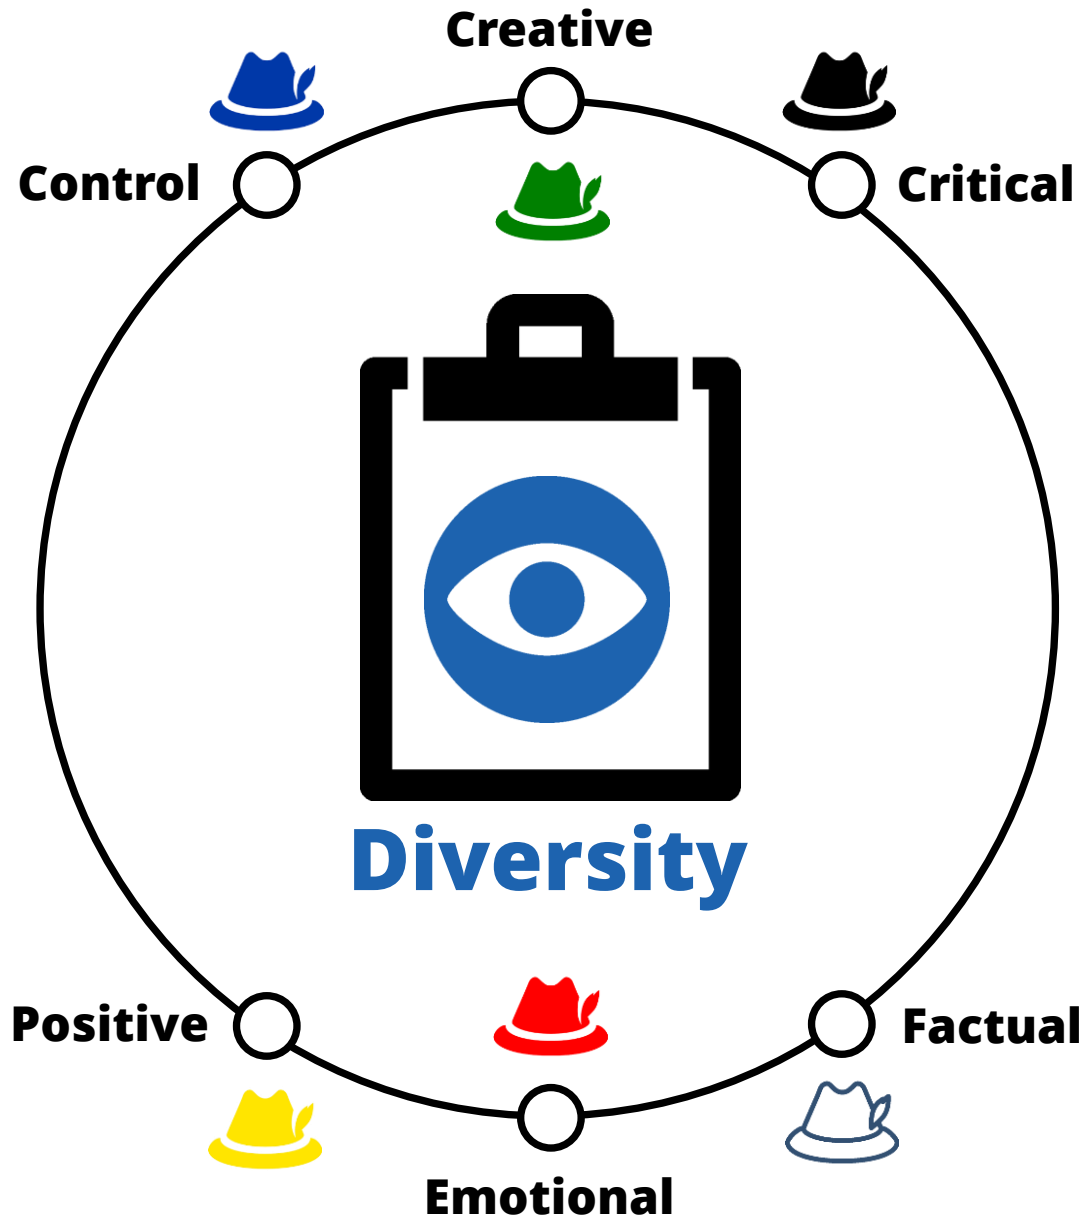 Creative
Control
Critical
Diversity
Positive
Factual
Emotional